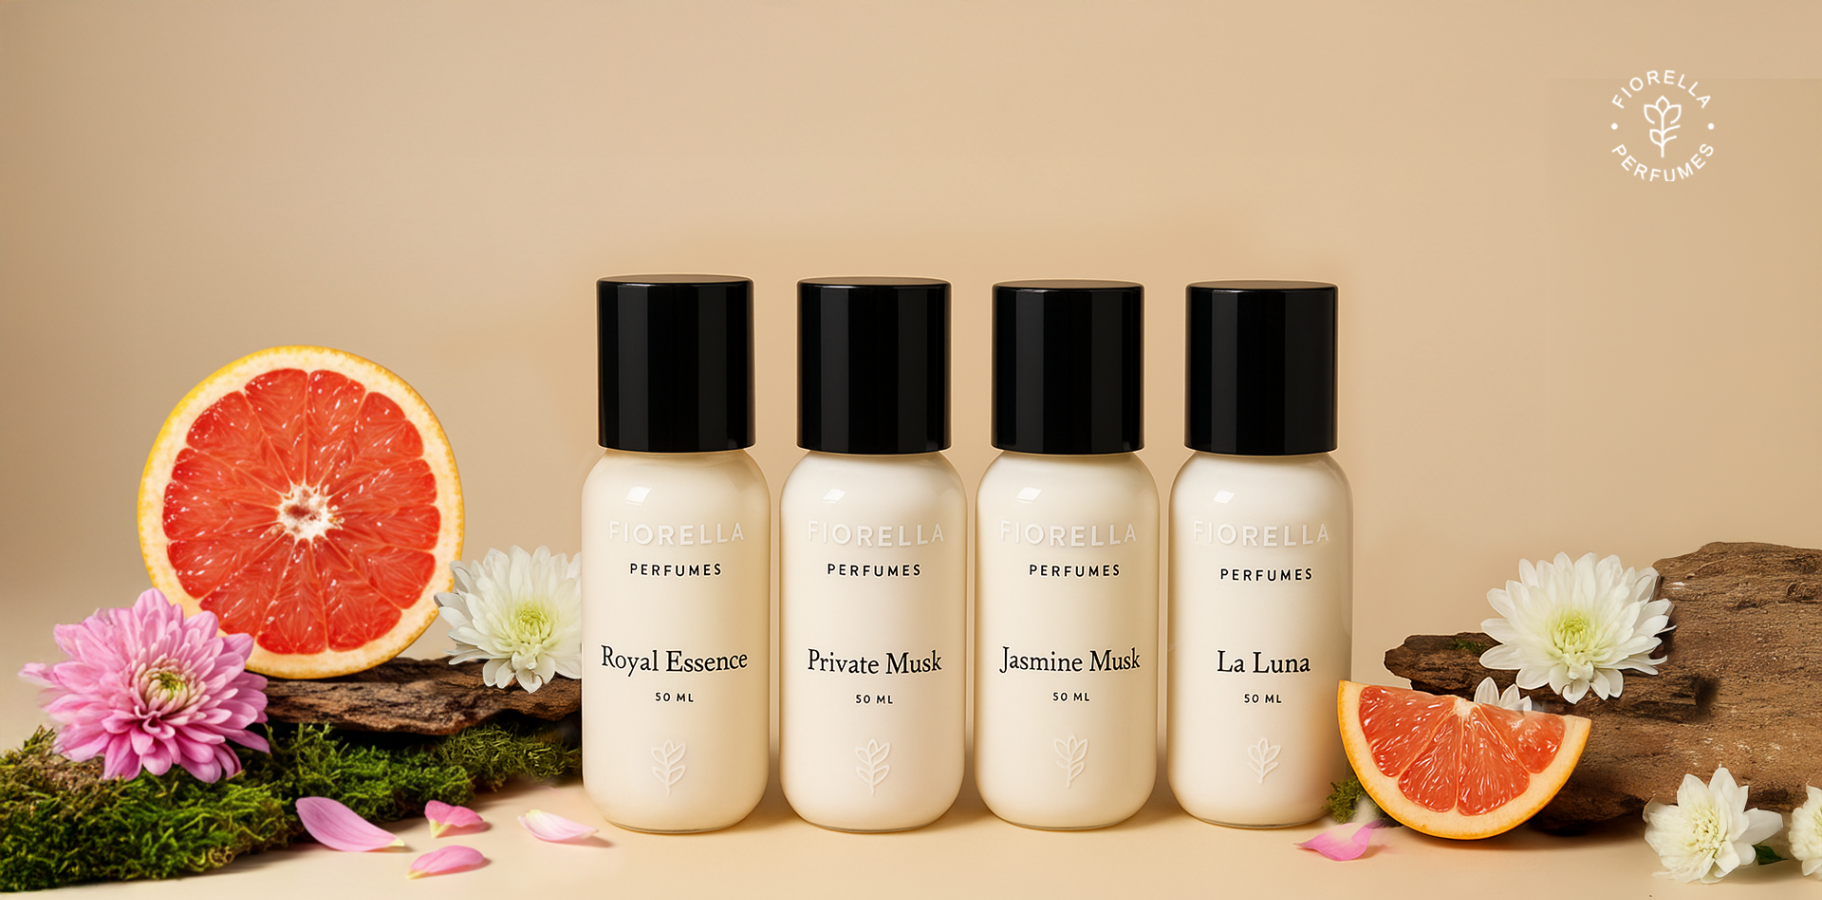 FIORELLA
PERFUMES
FIORELLA
PERFUMES
Royal Essence
50 ML
FIORELLA
PERFUMES
Private Musk
50 ML
FIORELLA
PERFUMES
Jasmine Musk
50 ML
FIORELLA
PERFUMES
La Luna
50 ML